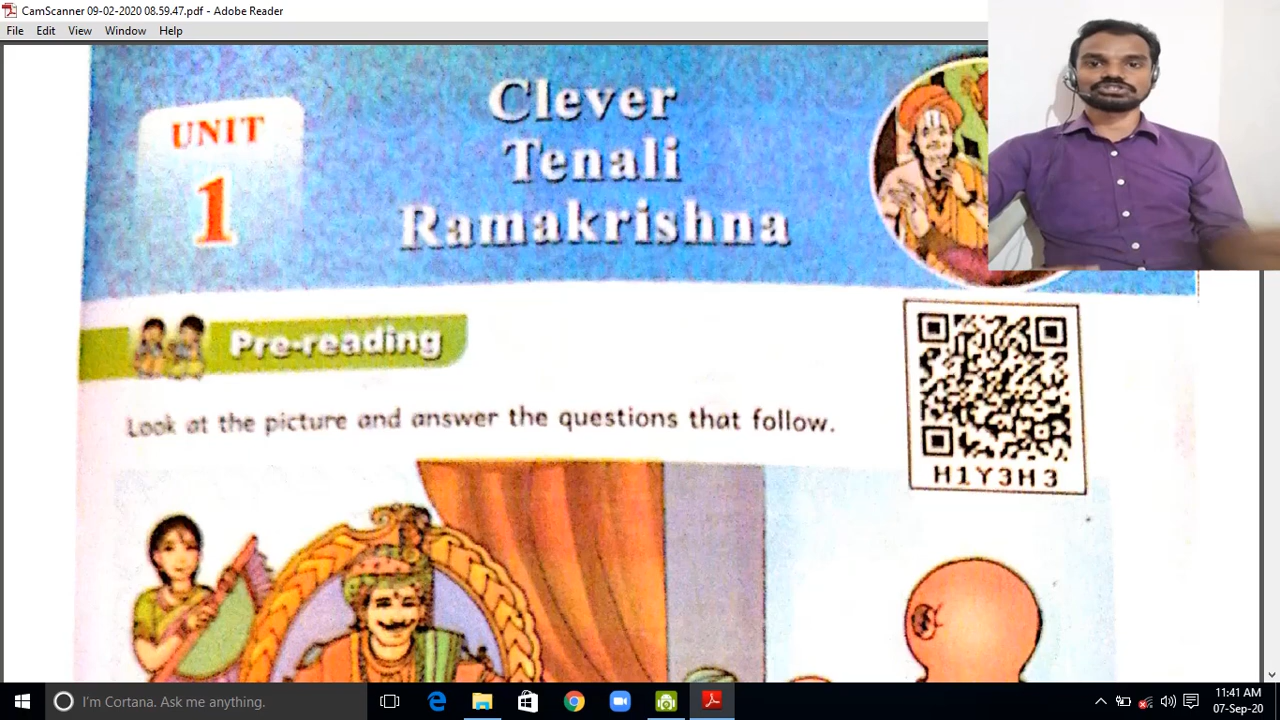 CamScanner 09-02-2020 08.59.47.pdf - Adobe Reader
File Edit View Window Help
UNIT
1
Clever
Tenali
Ramakrishna
Pre-reading
Look at the picture and answer the questions that follow.
H1Y3H3
I'm Cortana. Ask me anything.
11:41 AM
07-Sep-20